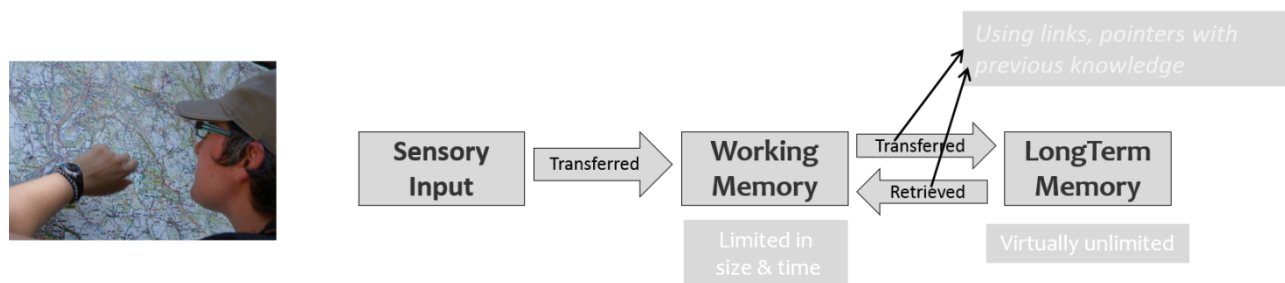 Using links, pointers with
previous knowledge
Sensory
Input
Transferred
Working
Memory
Transferred
Retrieved
LongTerm
Memory
Limited in
size & time
Virtually unlimited